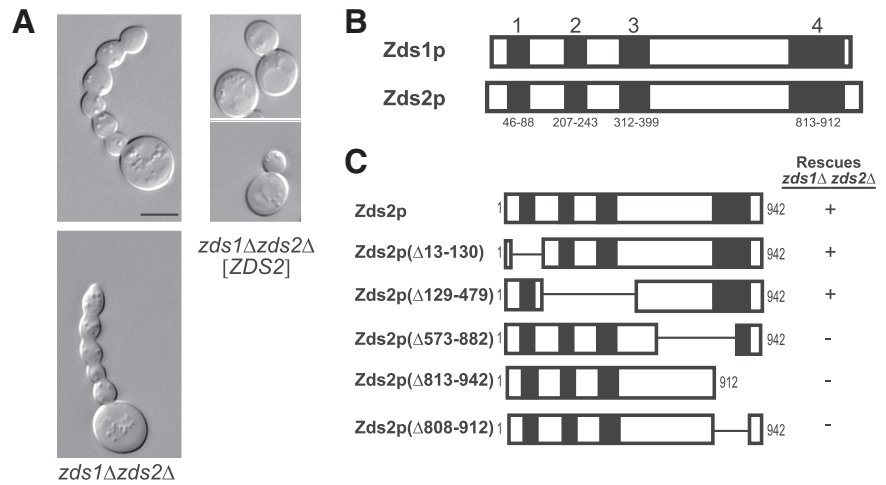 A
zds1Δzds2Δ
[ZDS2]
zds1Δzds2Δ
B
1 2 3 4
Zds1p
Zds2p
46-88 207-243 312-399 813-912
C
Rescues
zds1Δ zds2Δ
Zds2p 1 942 +
Zds2p(Δ13-130) 1 942 +
Zds2p(Δ129-479) 1 942 +
Zds2p(Δ573-882) 1 942 -
Zds2p(Δ813-942) 1 912 -
Zds2p(Δ808-912) 1 942 -